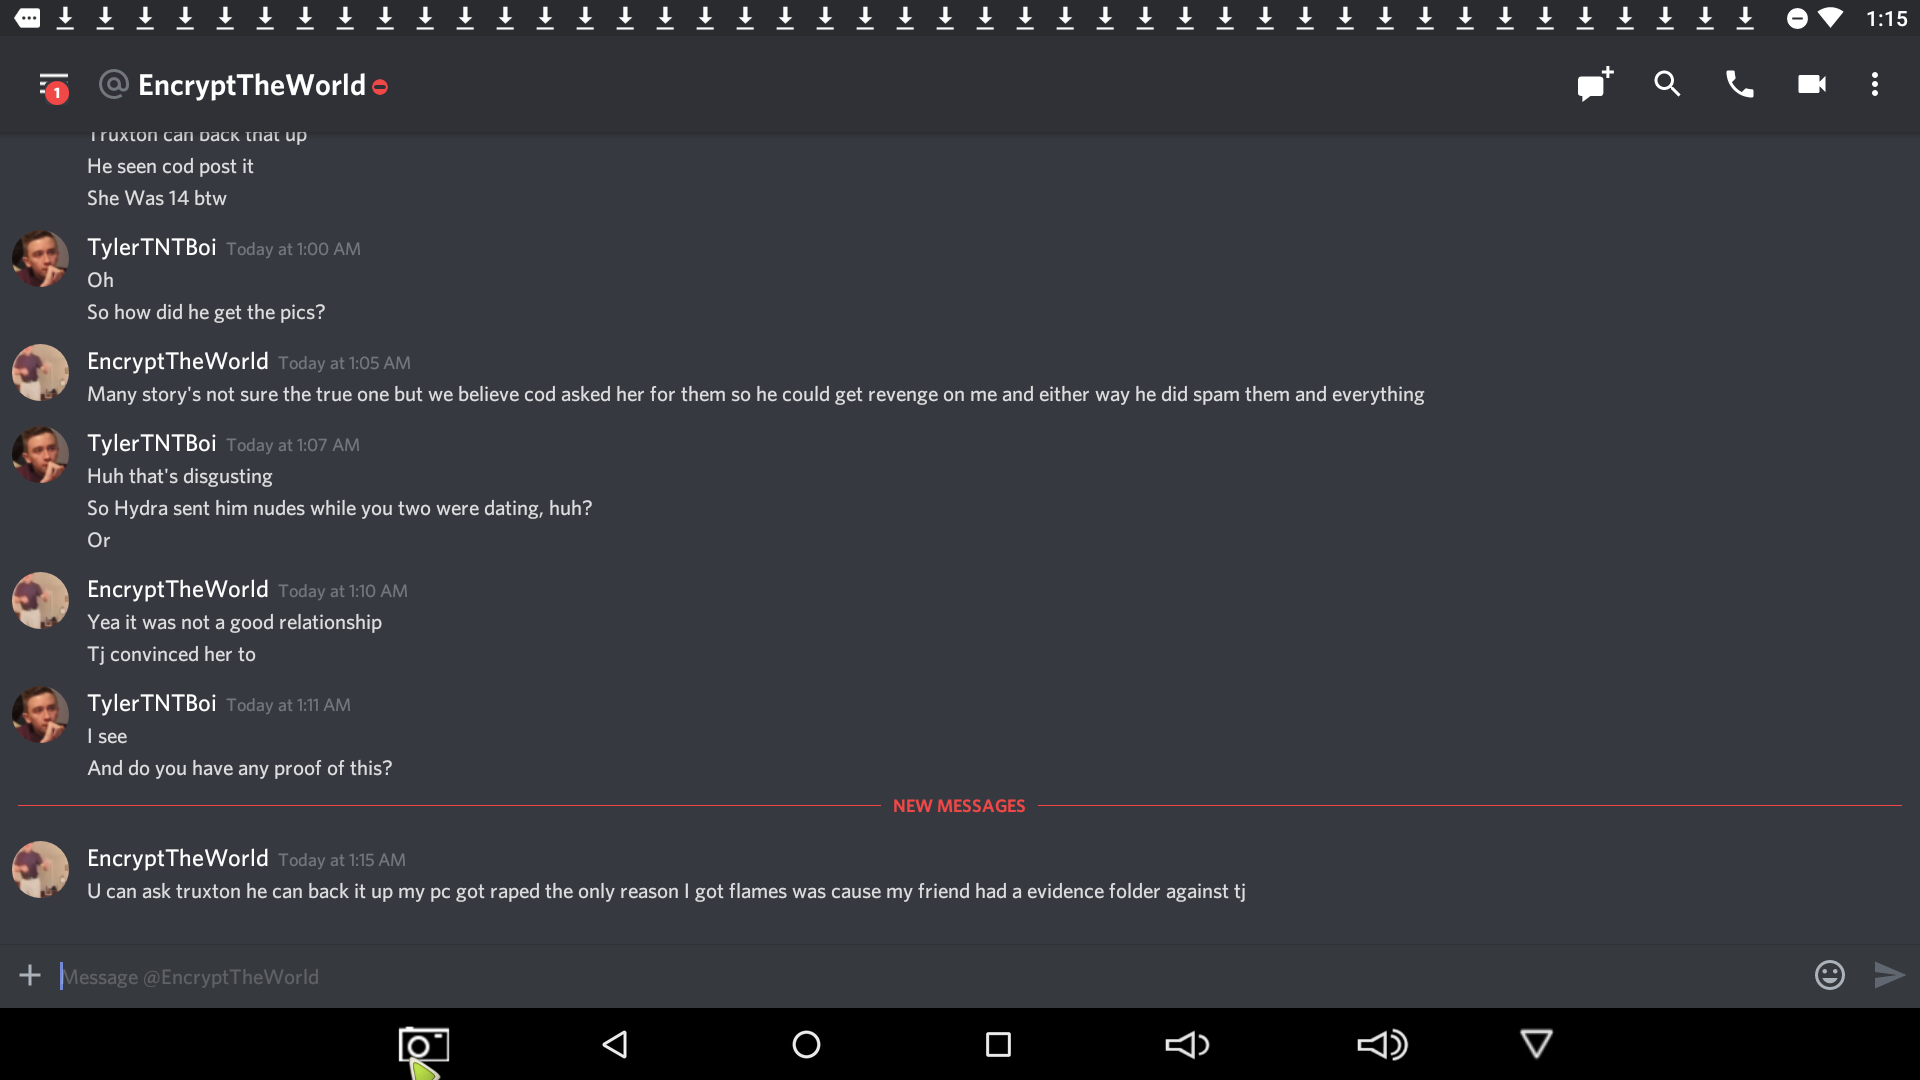 1:15
1
@ EncryptTheWorld
Truxton can back that up
He seen cod post it
She Was 14 btw
TylerTNTBoi Today at 1:00 AM
Oh
So how did he get the pics?
EncryptTheWorld Today at 1:05 AM
Many story's not sure the true one but we believe cod asked her for them so he could get revenge on me and either way he did spam them and everything
TylerTNTBoi Today at 1:07 AM
Huh that's disgusting
So Hydra sent him nudes while you two were dating, huh?
Or
EncryptTheWorld Today at 1:10 AM
Yea it was not a good relationship
Tj convinced her to
TylerTNTBoi Today at 1:11 AM
I see
And do you have any proof of this?
NEW MESSAGES
EncryptTheWorld Today at 1:15 AM
U can ask truxton he can back it up my pc got raped the only reason I got flames was cause my friend had a evidence folder against tj
Message @EncryptTheWorld